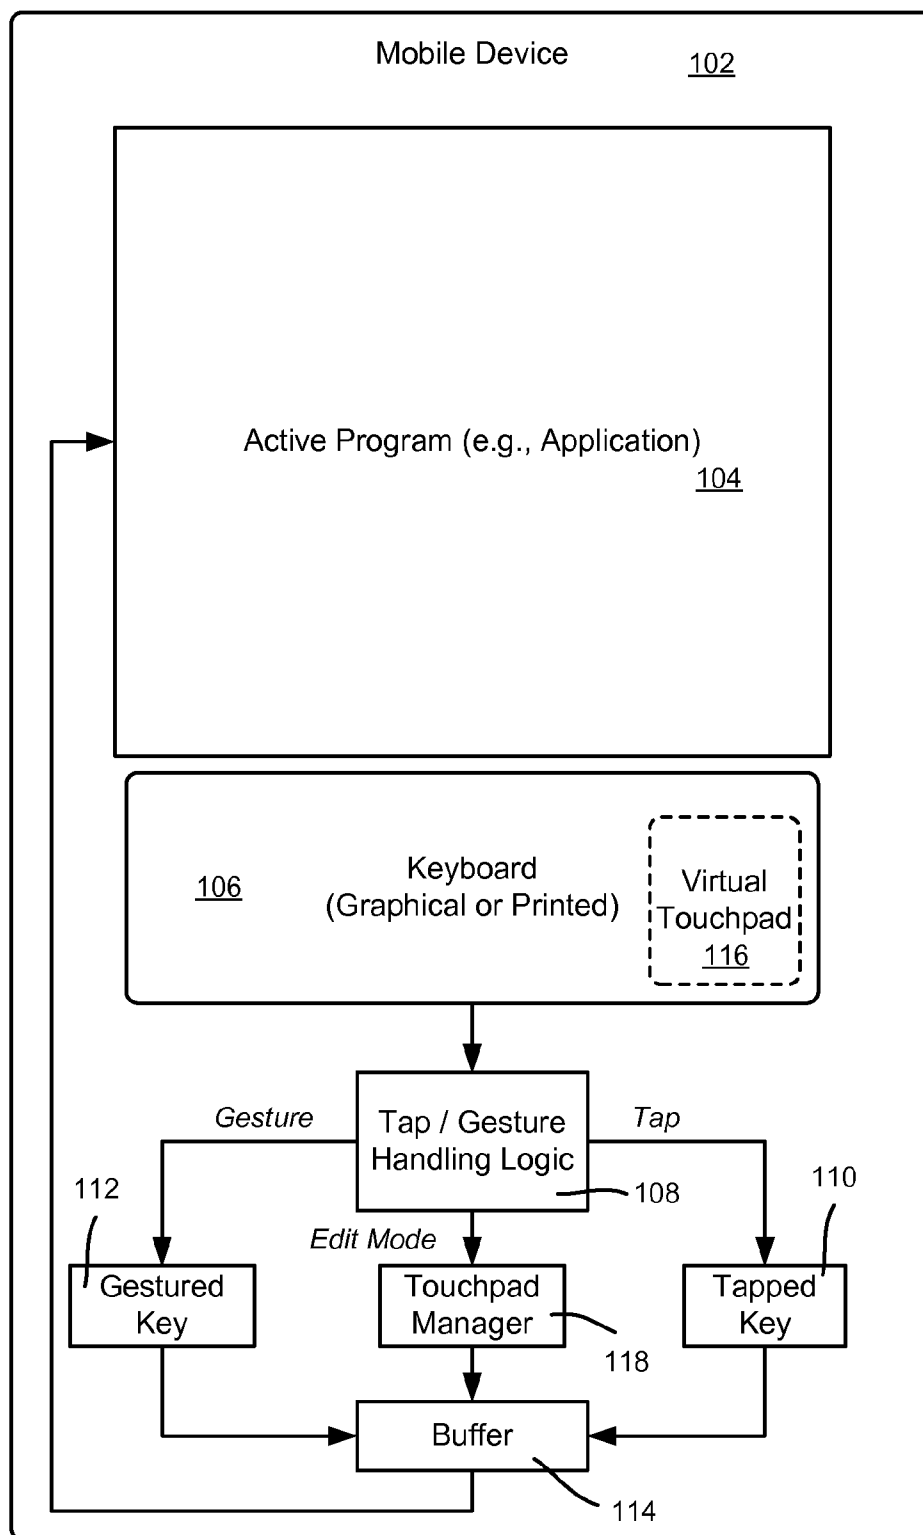 Mobile Device
102
Active Program (e.g., Application)
104
106
Keyboard
(Graphical or Printed)
Virtual
Touchpad
116
Gesture
Tap / Gesture
Handling Logic
Tap
108
112
110
Edit Mode
Gestured
Key
Touchpad
Manager
Tapped
Key
118
Buffer
114